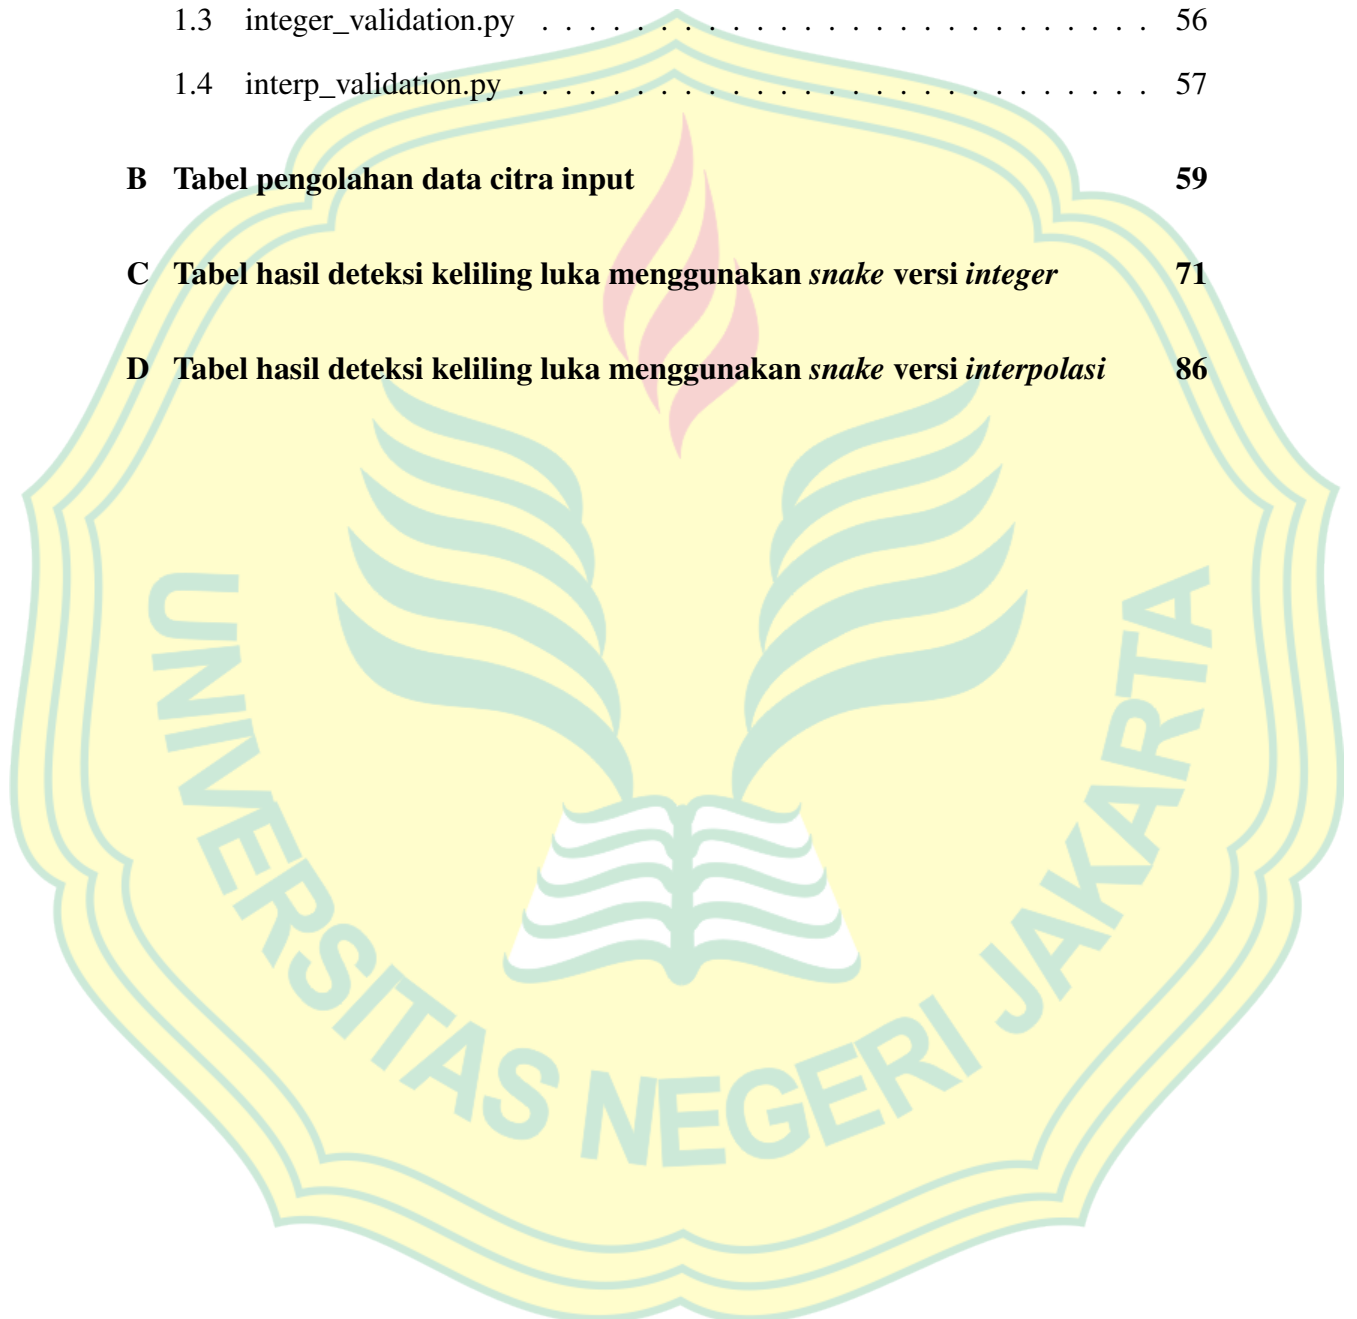 1.3 integer_validation.py . . . . . . . . . . . . . . . . . . . . . . . . . . 56
1.4 interp_validation.py . . . . . . . . . . . . . . . . . . . . . . . . . . . 57
B Tabel pengolahan data citra input 59
C Tabel hasil deteksi keliling luka menggunakan snake versi integer 71
D Tabel hasil deteksi keliling luka menggunakan snake versi interpolasi 86
UNIVERSITAS NEGERI JAKARTA